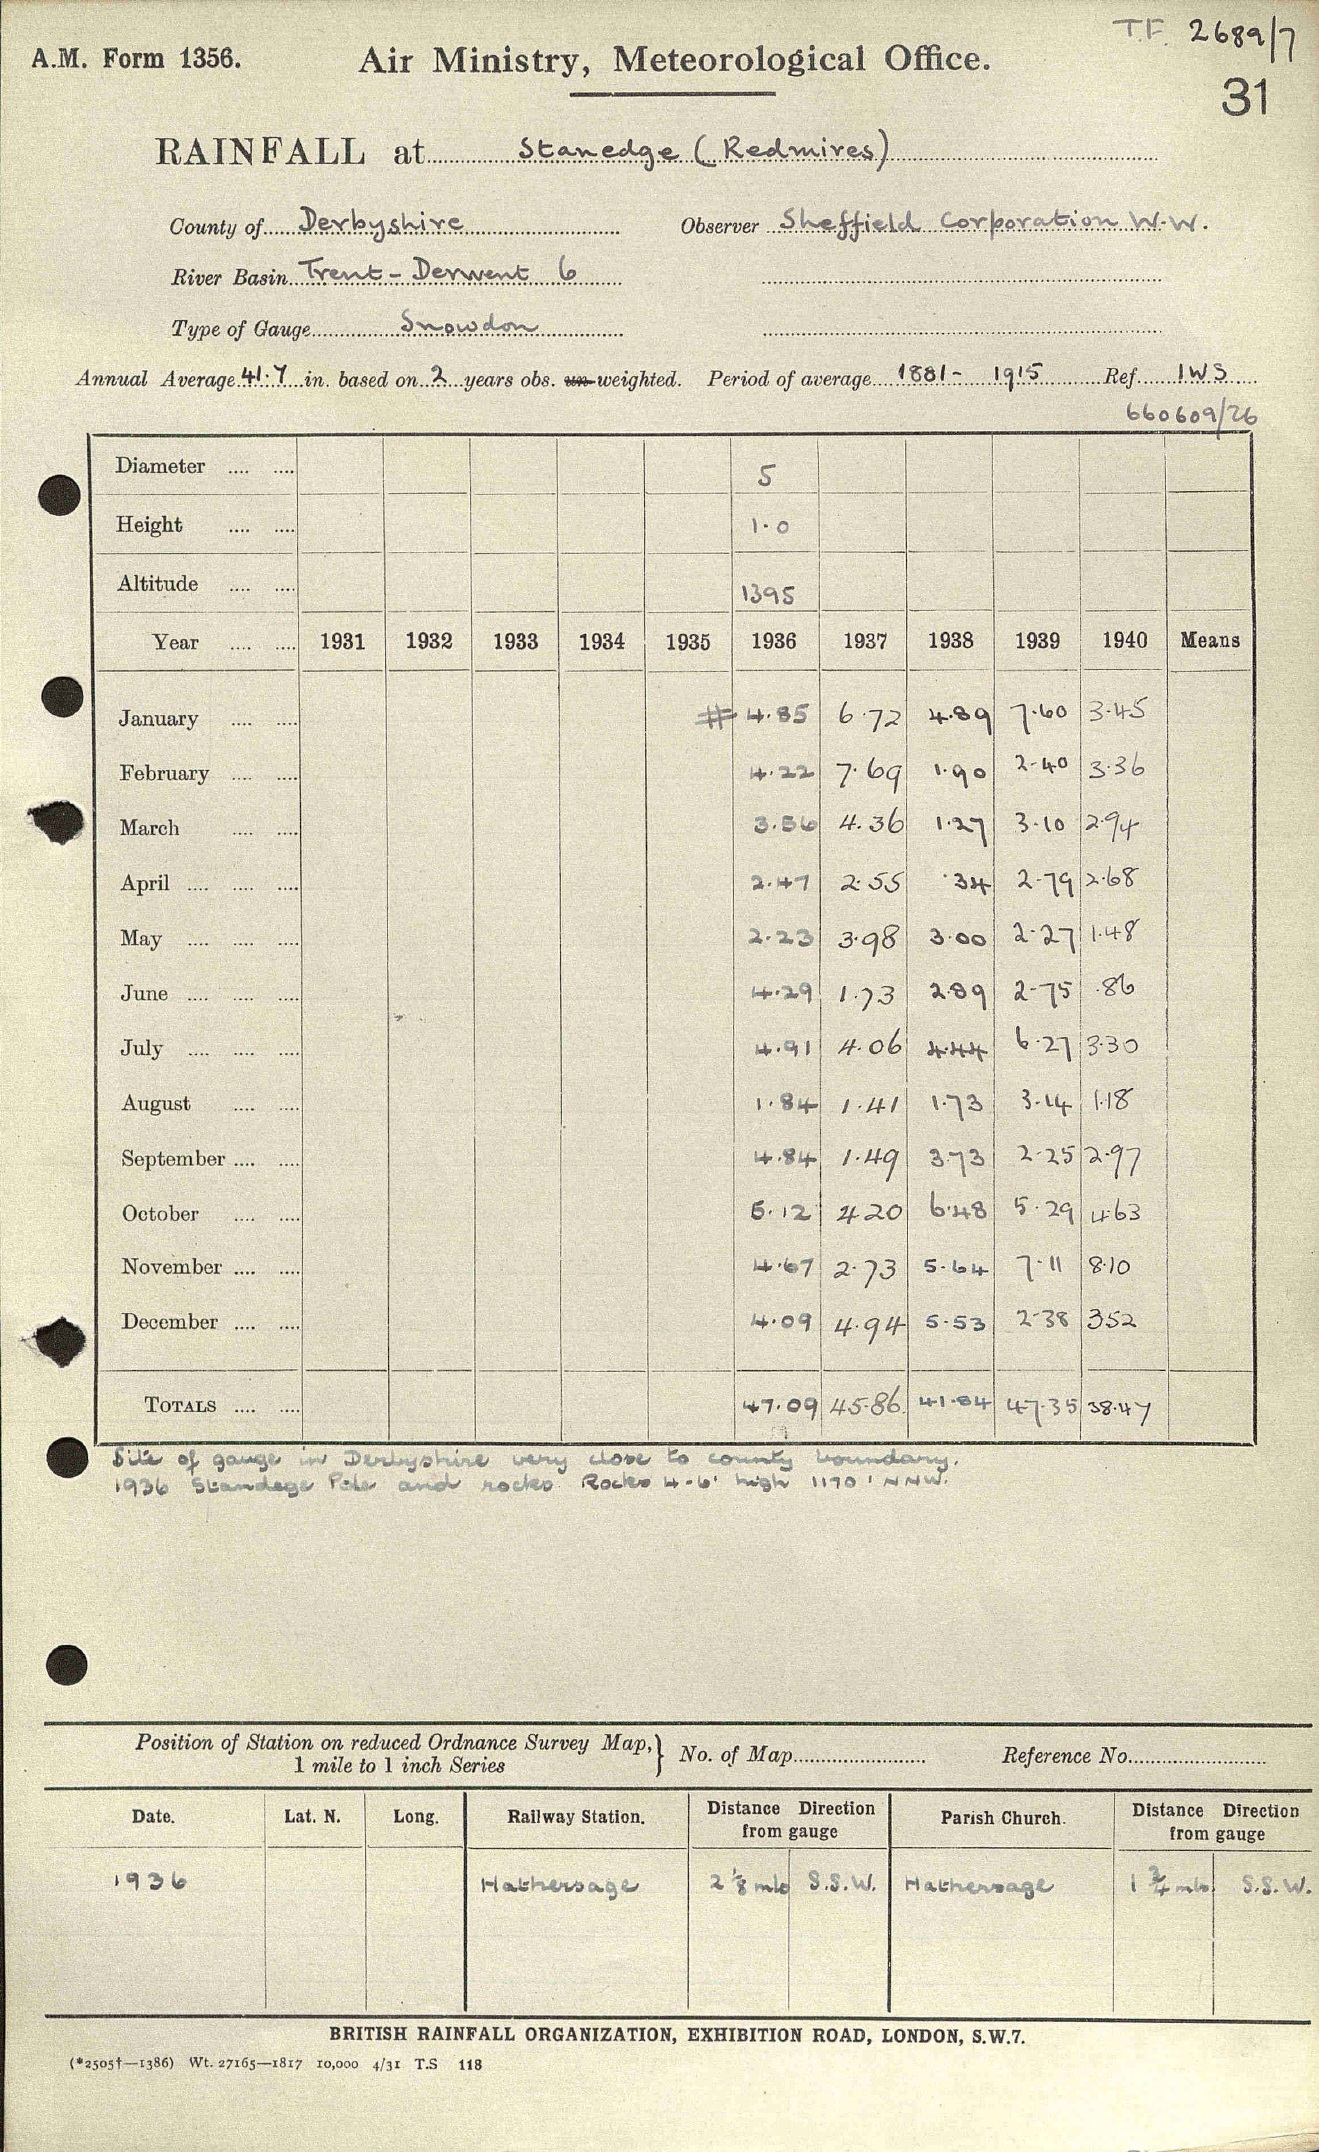 T.F. 2689/7
A.M. Form 1356. Air Ministry, Meteorological Office.
31
RAINFALL at Stanedge (Redmires)
County of Derbyshire Observer Sheffield Corporation W.W.
River Basin Trent - Derwent 6
Type of Gauge Snowdon
Annual Average 41.7 in. based on 2 years obs. un-weighted. Period of average 1881 - 1915 Ref. IWS
660609/26
Diameter .... .... 5
Height .... .... 1.0
Altitude .... .... 1395
Year .... .... 1931 1932 1933 1934 1935 1936 1937 1938 1939 1940 Means
January .... .... # 4.85 6.72 4.89 7.60 3.45
February .... .... 4.22 7.69 1.90 2.40 3.36
March .... .... 3.56 4.36 1.27 3.10 2.94
April .... .... .... 2.47 2.55 .34 2.79 2.68
May .... .... .... 2.23 3.98 3.00 2.27 1.48
June .... .... .... 4.29 1.73 2.89 2.75 .86
July .... .... .... 4.91 4.06 4.44 6.27 3.30
August .... .... 1.84 1.41 1.73 3.14 1.18
September .... .... 4.84 1.49 3.73 2.25 2.97
October .... .... 5.12 4.20 6.48 5.29 4.63
November .... .... 4.67 2.73 5.64 7.11 8.10
December .... .... 4.09 4.94 5.53 2.38 3.52
TOTALS .... .... 47.09 45.86 41.84 47.35 38.47
Site of gauge in Derbyshire very close to county boundary.
1936 Standege Pole and rocks. Rocks 4-6' high 1170' NNW.
Position of Station on reduced Ordnance Survey Map, } No. of Map Reference No.
1 mile to 1 inch Series
Date. Lat. N. Long. Railway Station. Distance Direction from gauge Parish Church. Distance Direction from gauge
1936 Hathersage 2 1/8 mls S.S.W. Hathersage 1 3/4 mls. S.S.W.
BRITISH RAINFALL ORGANIZATION, EXHIBITION ROAD, LONDON, S.W.7.
(*2505†—1386) Wt. 27165—1817 10,000 4/31 T.S 118